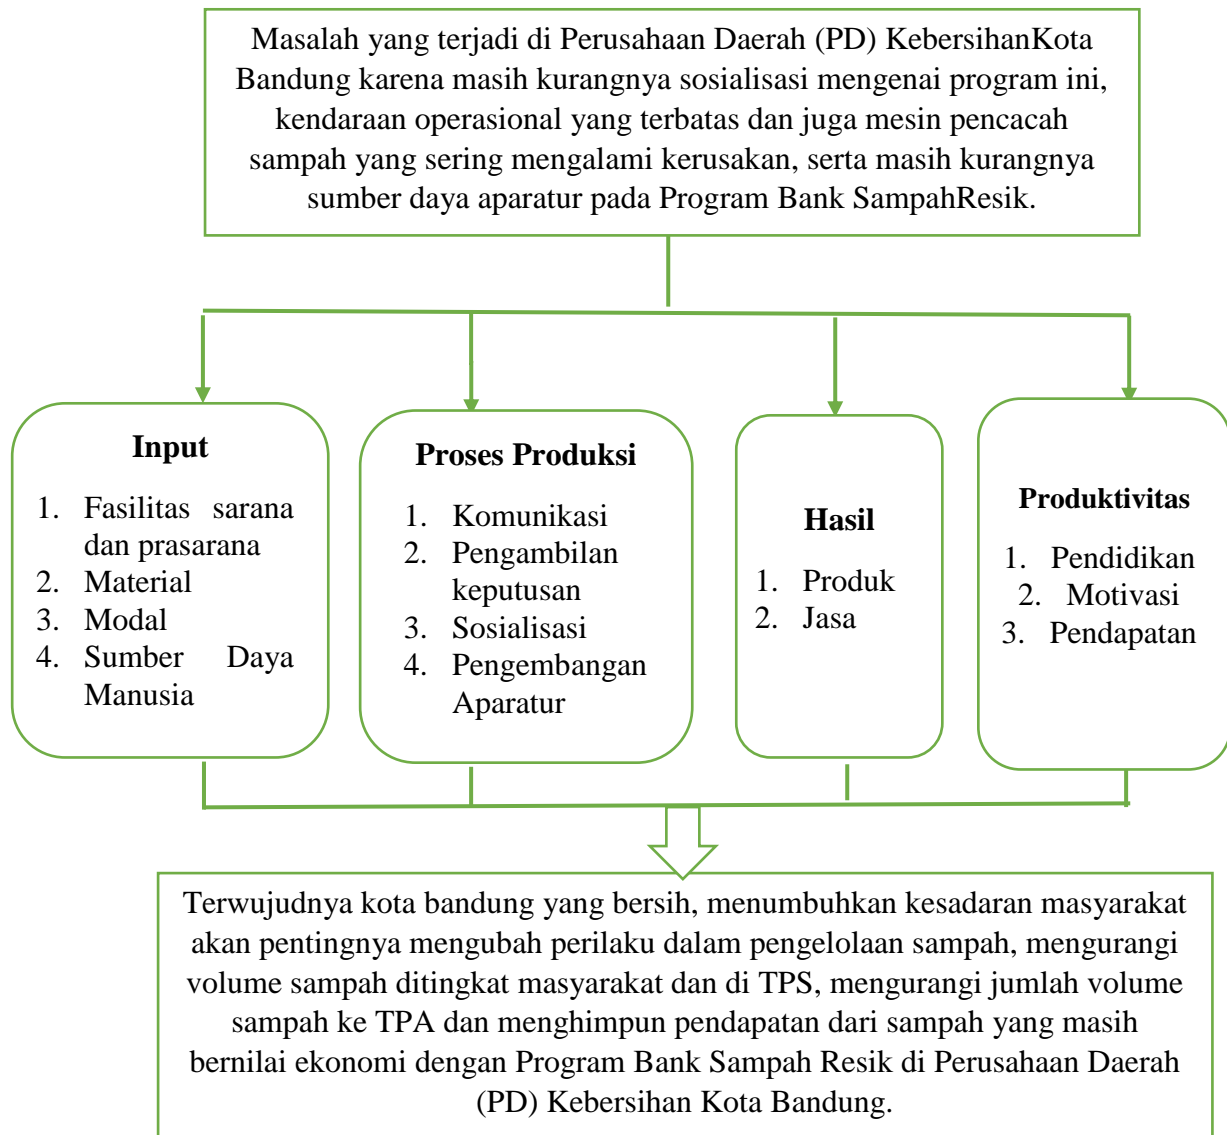 Masalah yang terjadi di Perusahaan Daerah (PD) KebersihanKota
Bandung karena masih kurangnya sosialisasi mengenai program ini,
kendaraan operasional yang terbatas dan juga mesin pencacah
sampah yang sering mengalami kerusakan, serta masih kurangnya
sumber daya aparatur pada Program Bank SampahResik.
Input
1. Fasilitas sarana
dan prasarana
2. Material
3. Modal
4. Sumber Daya
Manusia
Proses Produksi
1. Komunikasi
2. Pengambilan
keputusan
3. Sosialisasi
4. Pengembangan
Aparatur
Hasil
1. Produk
2. Jasa
Produktivitas
1. Pendidikan
2. Motivasi
3. Pendapatan
Terwujudnya kota bandung yang bersih, menumbuhkan kesadaran masyarakat
akan pentingnya mengubah perilaku dalam pengelolaan sampah, mengurangi
volume sampah ditingkat masyarakat dan di TPS, mengurangi jumlah volume
sampah ke TPA dan menghimpun pendapatan dari sampah yang masih
bernilai ekonomi dengan Program Bank Sampah Resik di Perusahaan Daerah
(PD) Kebersihan Kota Bandung.